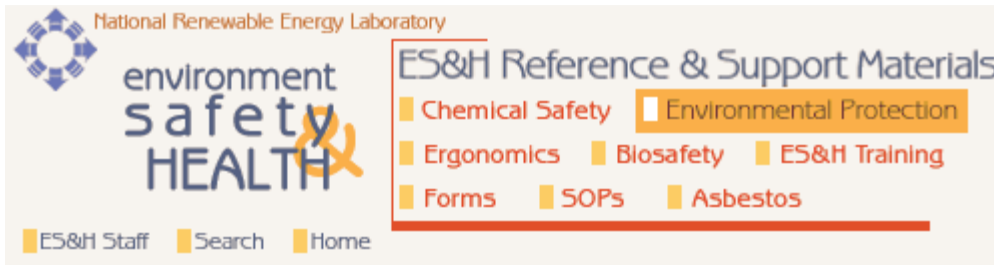 National Renewable Energy Laboratory
environment
safety &
HEALTH
ES&H Reference & Support Materials
Chemical Safety Environmental Protection
Ergonomics Biosafety ES&H Training
Forms SOPs Asbestos
ES&H Staff Search Home